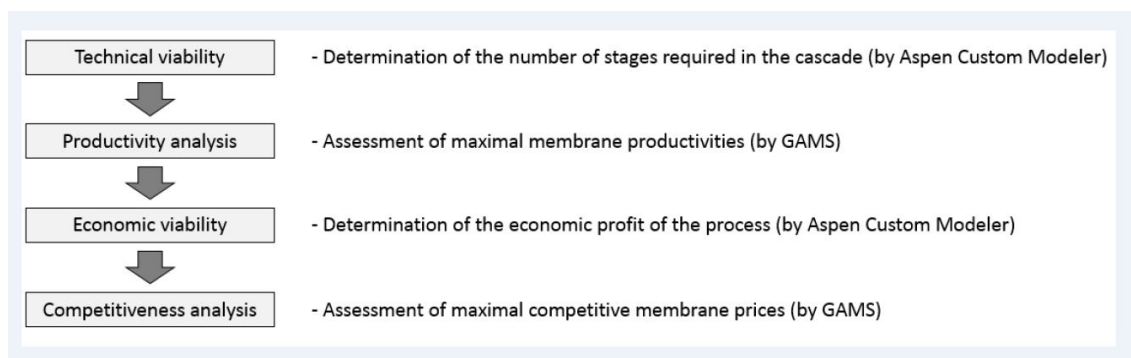 Technical viability - Determination of the number of stages required in the cascade (by Aspen Custom Modeler)
Productivity analysis - Assessment of maximal membrane productivities (by GAMS)
Economic viability - Determination of the economic profit of the process (by Aspen Custom Modeler)
Competitiveness analysis - Assessment of maximal competitive membrane prices (by GAMS)